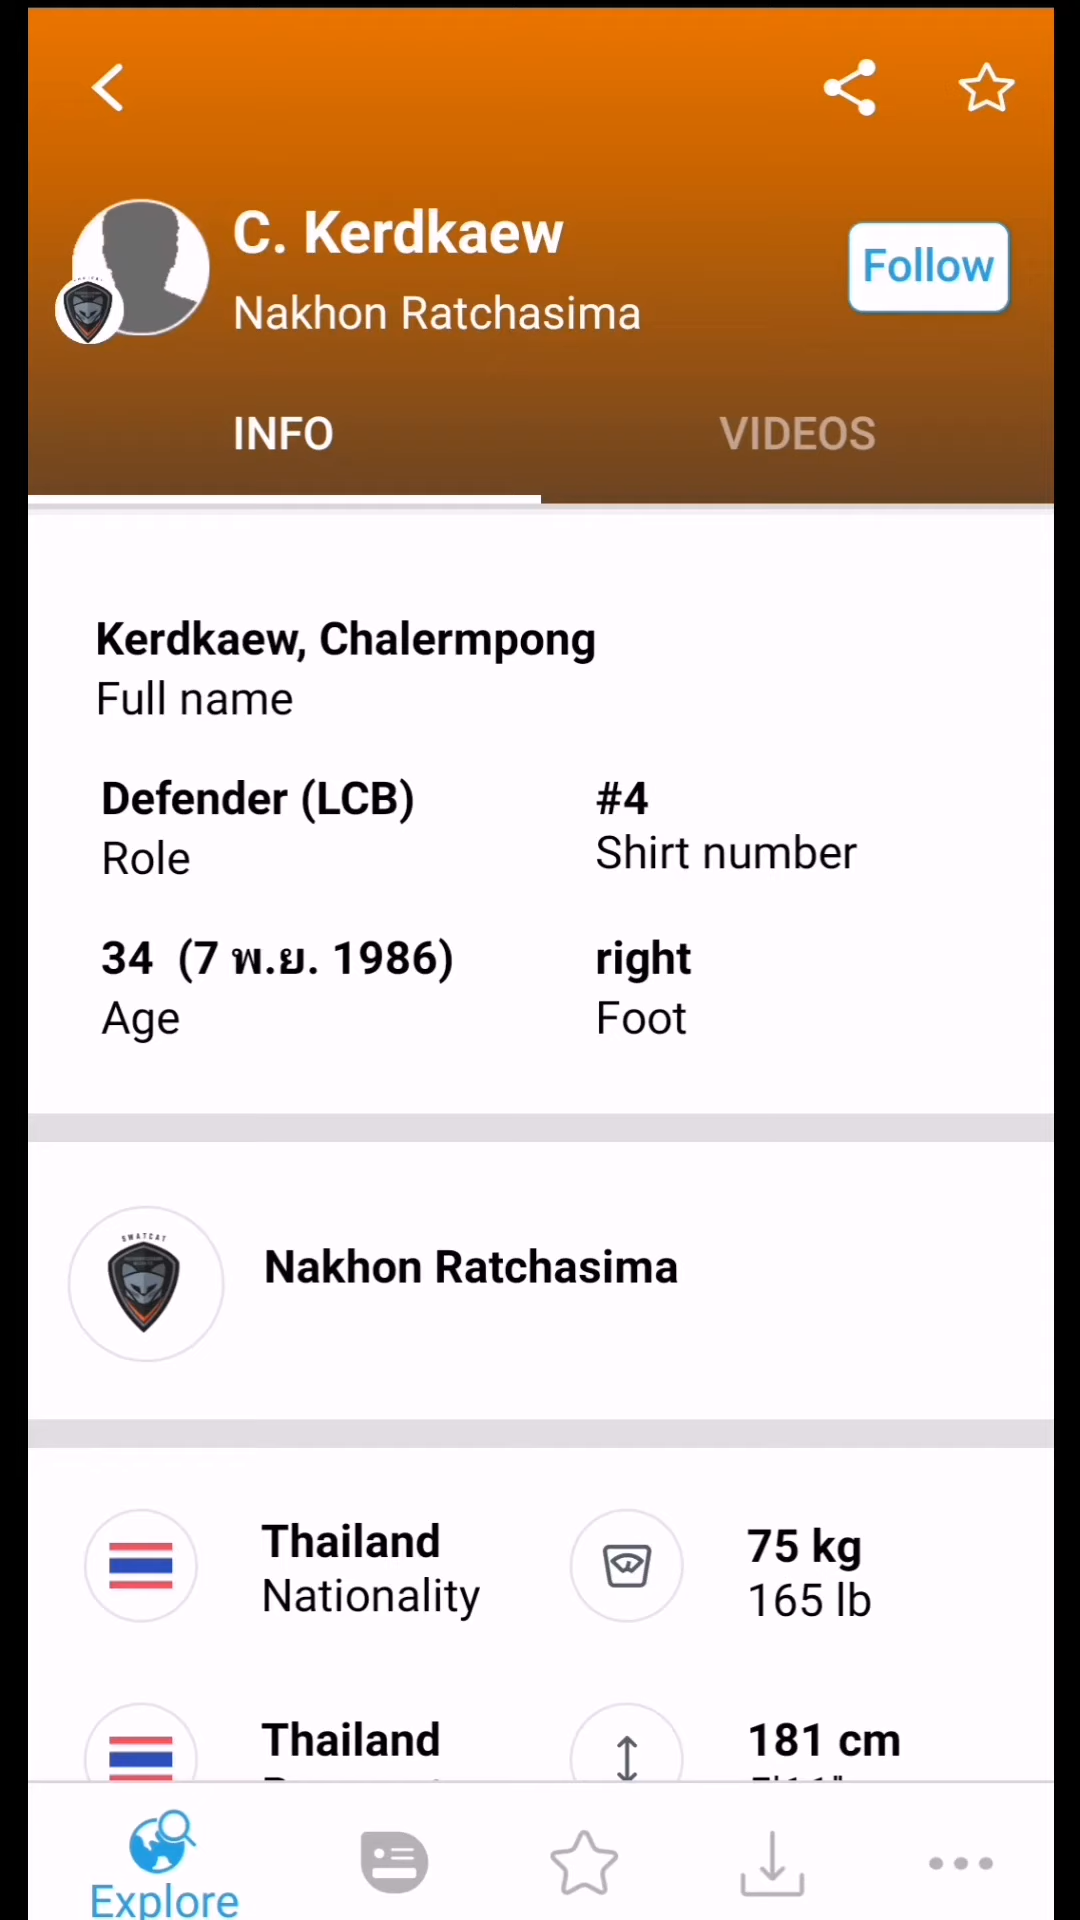 C. Kerdkaew
Follow
Nakhon Ratchasima
INFO
VIDEOS
Kerdkaew, Chalermpong
Full name
Defender (LCB)
#4
Role
Shirt number
34 (7 พ.ย. 1986)
right
Age
Foot
SWATCAT
Nakhon Ratchasima
Thailand
75 kg
Nationality
165 lb
Thailand
181 cm
Explore